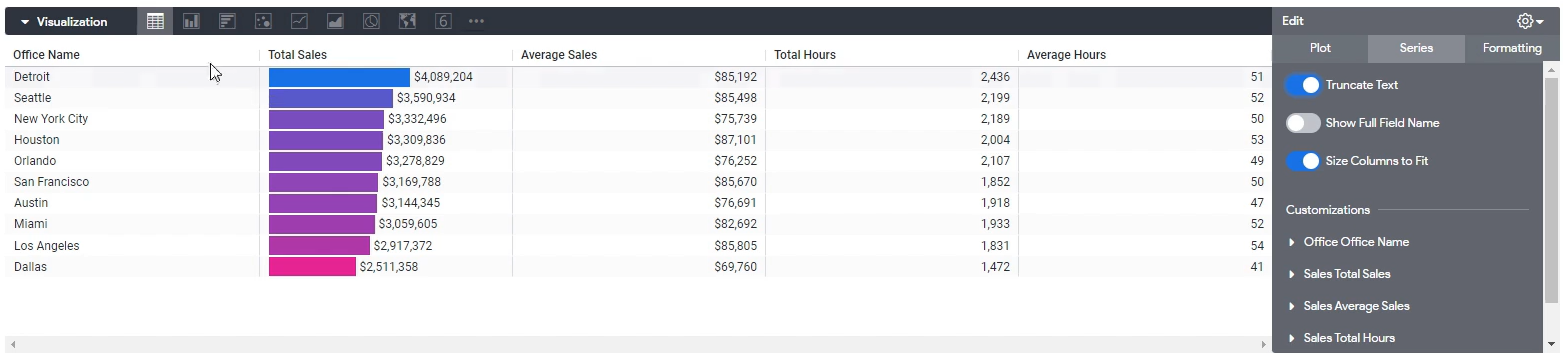 Visualization 6 Edit
Plot Series Formatting
Office Name Total Sales Average Sales Total Hours Average Hours
Detroit $4,089,204 $85,192 2,436 51
Seattle $3,590,934 $85,498 2,199 52
New York City $3,332,496 $75,739 2,189 50
Houston $3,309,836 $87,101 2,004 53
Orlando $3,278,829 $76,252 2,107 49
San Francisco $3,169,788 $85,670 1,852 50
Austin $3,144,345 $76,691 1,918 47
Miami $3,059,605 $82,692 1,933 52
Los Angeles $2,917,372 $85,805 1,831 54
Dallas $2,511,358 $69,760 1,472 41
Truncate Text
Show Full Field Name
Size Columns to Fit
Customizations
Office Office Name
Sales Total Sales
Sales Average Sales
Sales Total Hours